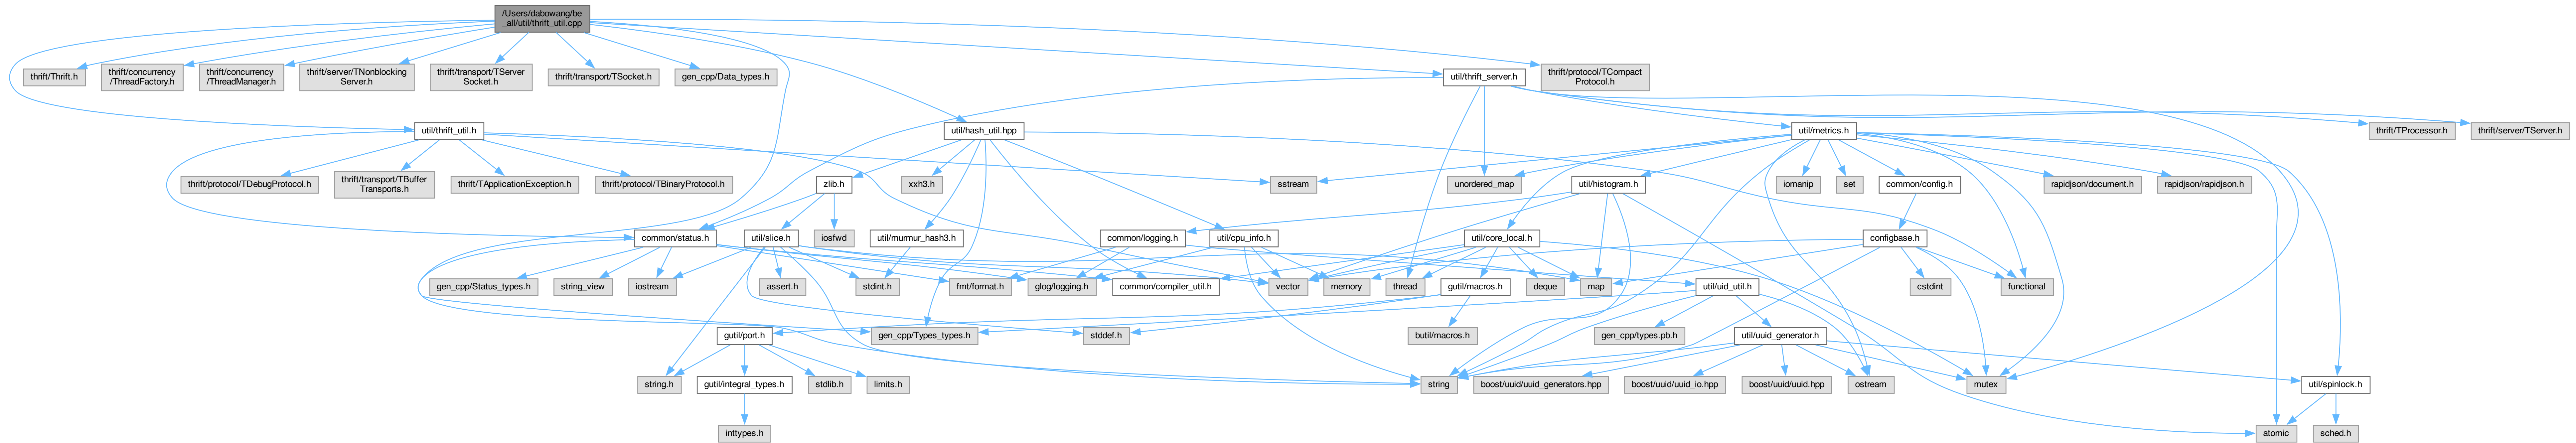 /Users/dabowang/be
_all/util/thrift_util.cpp
thrift/Thrift.h
thrift/concurrency
/ThreadFactory.h
thrift/concurrency
/ThreadManager.h
thrift/server/TNonblocking
Server.h
thrift/transport/TServer
Socket.h
thrift/transport/TSocket.h
gen_cpp/Data_types.h
util/thrift_server.h
thrift/protocol/TCompact
Protocol.h
util/thrift_util.h
util/hash_util.hpp
util/metrics.h
thrift/TProcessor.h
thrift/server/TServer.h
thrift/protocol/TDebugProtocol.h
thrift/transport/TBuffer
Transports.h
thrift/TApplicationException.h
thrift/protocol/TBinaryProtocol.h
sstream
zlib.h
xxh3.h
unordered_map
util/histogram.h
iomanip
set
common/config.h
rapidjson/document.h
rapidjson/rapidjson.h
common/status.h
util/slice.h
iosfwd
util/murmur_hash3.h
common/logging.h
util/cpu_info.h
util/core_local.h
configbase.h
gen_cpp/Status_types.h
string_view
iostream
assert.h
stdint.h
fmt/format.h
glog/logging.h
common/compiler_util.h
vector
memory
thread
gutil/macros.h
deque
map
util/uid_util.h
cstdint
functional
gutil/port.h
gen_cpp/Types_types.h
stddef.h
butil/macros.h
gen_cpp/types.pb.h
util/uuid_generator.h
string.h
gutil/integral_types.h
stdlib.h
limits.h
string
boost/uuid/uuid_generators.hpp
boost/uuid/uuid_io.hpp
boost/uuid/uuid.hpp
ostream
mutex
util/spinlock.h
inttypes.h
atomic
sched.h